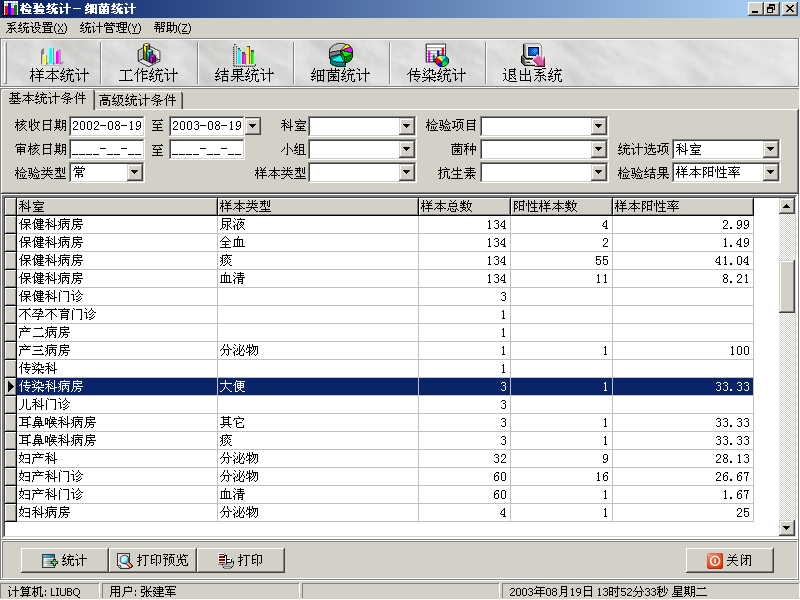 检验统计－细菌统计
系统设置(X) 统计管理(Y) 帮助(Z)
样本统计 工作统计 结果统计 细菌统计 传染统计 退出系统
基本统计条件 高级统计条件
核收日期 2002-08-19 至 2003-08-19 科室 检验项目
审核日期 ____-__-__ 至 ____-__-__ 小组 菌种 统计选项 科室
检验类型 常 样本类型 抗生素 检验结果 样本阳性率
科室 样本类型 样本总数 阳性样本数 样本阳性率
保健科病房 尿液 134 4 2.99
保健科病房 全血 134 2 1.49
保健科病房 痰 134 55 41.04
保健科病房 血清 134 11 8.21
保健科门诊 3
不孕不育门诊 1
产二病房 1
产三病房 分泌物 1 1 100
传染科 1
传染科病房 大便 3 1 33.33
儿科门诊 3
耳鼻喉科病房 其它 3 1 33.33
耳鼻喉科病房 痰 3 1 33.33
妇产科 分泌物 32 9 28.13
妇产科门诊 分泌物 60 16 26.67
妇产科门诊 血清 60 1 1.67
妇科病房 分泌物 4 1 25
统计 打印预览 打印 关闭
计算机: LIUBQ 用户: 张建军 2003年08月19日 13时52分33秒 星期二